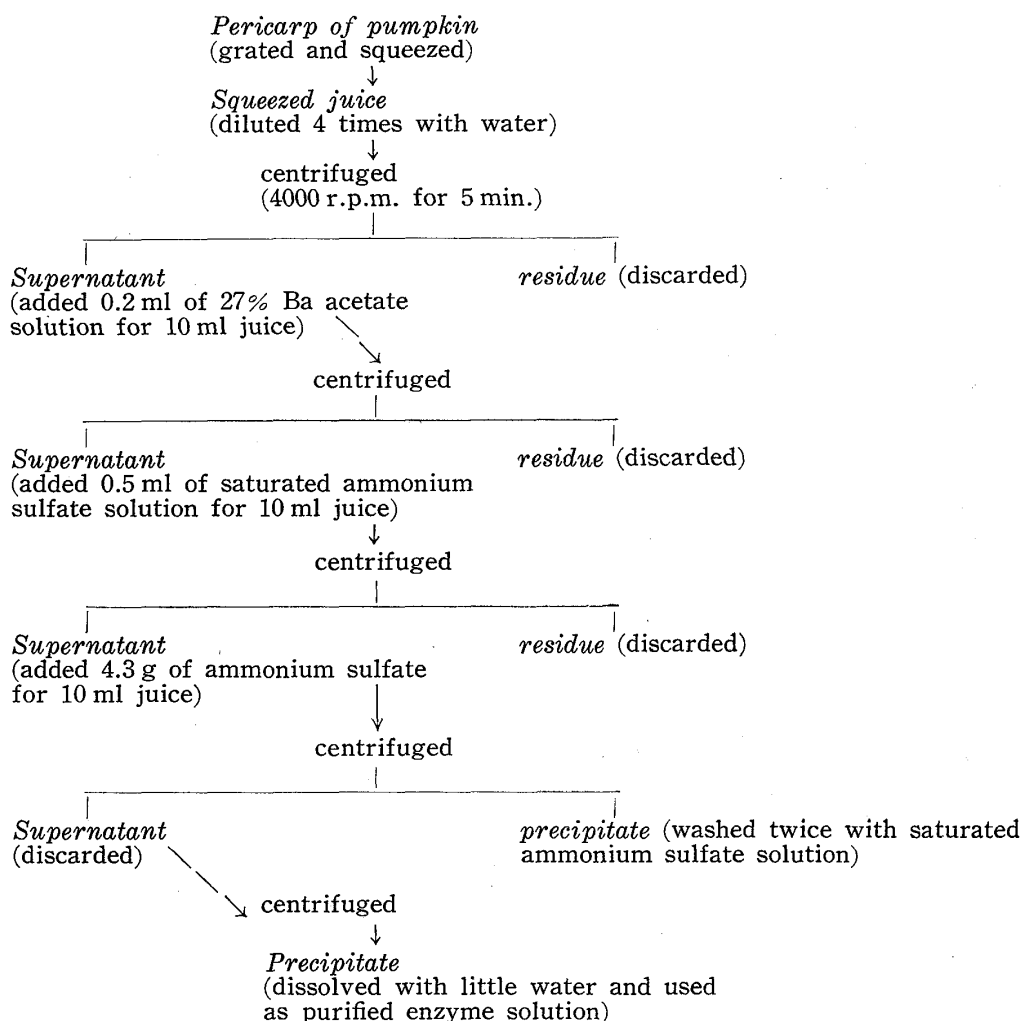 Pericarp of pumpkin
(grated and squeezed)
Squeezed juice
(diluted 4 times with water)
centrifuged
(4000 r.p.m. for 5 min.)
Supernatant
(added 0.2 ml of 27% Ba acetate
solution for 10 ml juice)
residue (discarded)
centrifuged
Supernatant
(added 0.5 ml of saturated ammonium
sulfate solution for 10 ml juice)
residue (discarded)
centrifuged
Supernatant
(added 4.3 g of ammonium sulfate
for 10 ml juice)
residue (discarded)
centrifuged
Supernatant
(discarded)
precipitate (washed twice with saturated
ammonium sulfate solution)
centrifuged
Precipitate
(dissolved with little water and used
as purified enzyme solution)